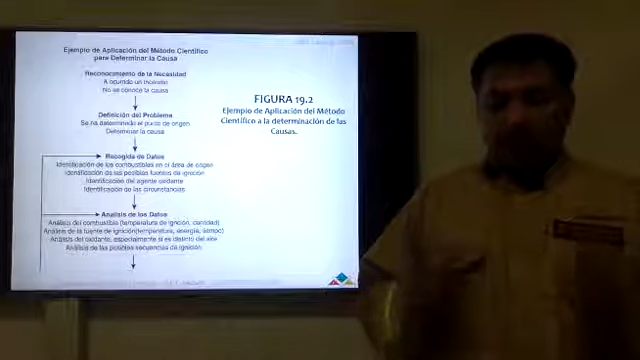 Ejemplo de Aplicación del Método Científico
para Determinar la Causa
Reconocimiento de la Necesidad
A ocurrido un incendio
No se conoce la causa
Definición del Problema
Se ha determinado el punto de origen
Determinar la causa
Recogida de Datos
Identificación de los combustibles en el área de origen
Identificación de las posibles fuentes de ignición
Identificación del agente oxidante
Identificación de las circunstancias
Analisis de los Datos
Análisis del combustible (temperatura de ignición, cantidad)
Análisis de la fuente de ignición(temperatura, energía, tiempo)
Análisis del oxidante, especialmente si es distinto del aire
Análisis de las posibles secuencias de ignición
FIGURA 19.2
Ejemplo de Aplicación del Método
Científico a la determinación de las
Causas.